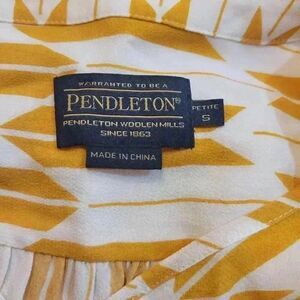 WARRANTED TO BE A
PENDLETON®
PENDLETON WOOLEN MILLS
SINCE 1863
MADE IN CHINA
PETITE
S